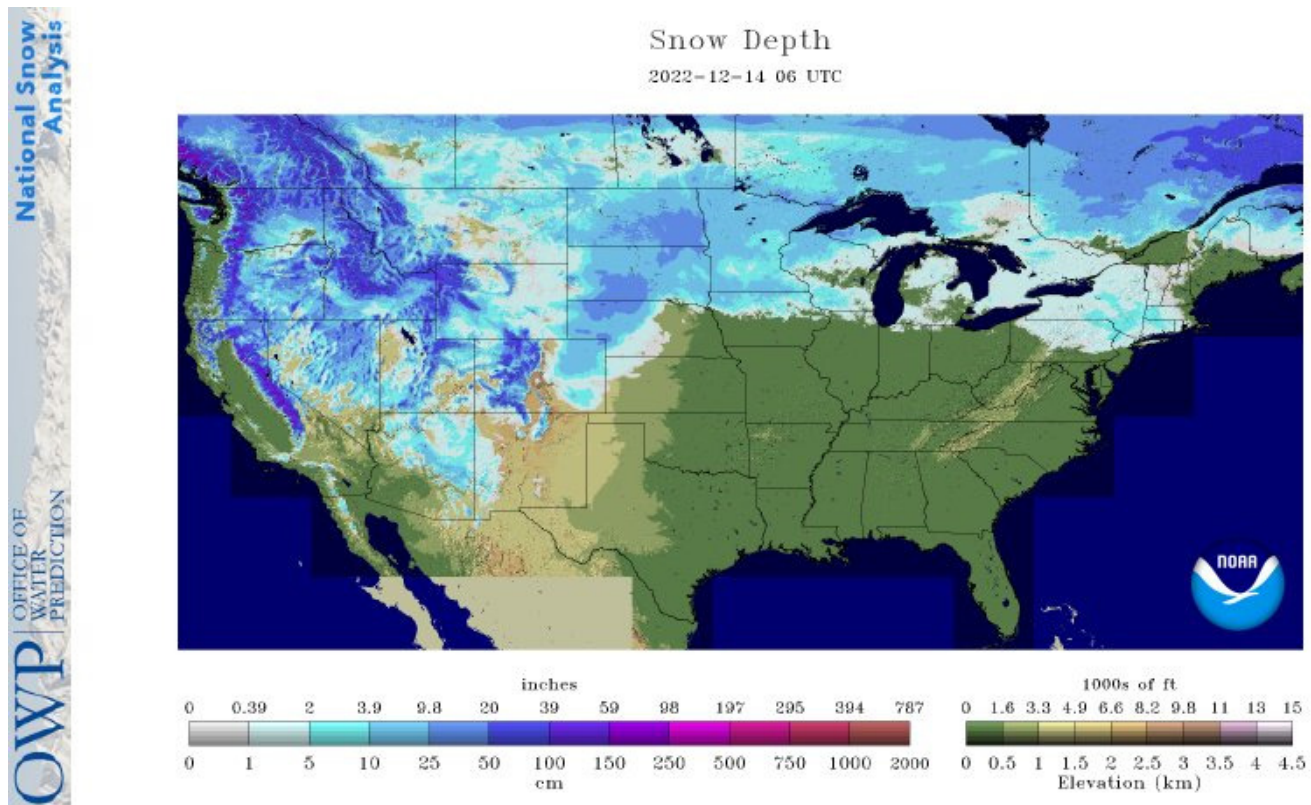 National Snow
Analysis
OWP
OFFICE OF
WATER
PREDICTION
Snow Depth
2022-12-14 06 UTC
NOAA
inches
0 0.39 2 3.9 9.8 20 39 59 98 197 295 394 787
0 1 5 10 25 50 100 150 250 500 750 1000 2000
cm
1000s of ft
0 1.6 3.3 4.9 6.6 8.2 9.8 11 13 15
0 0.5 1 1.5 2 2.5 3 3.5 4 4.5
Elevation (km)